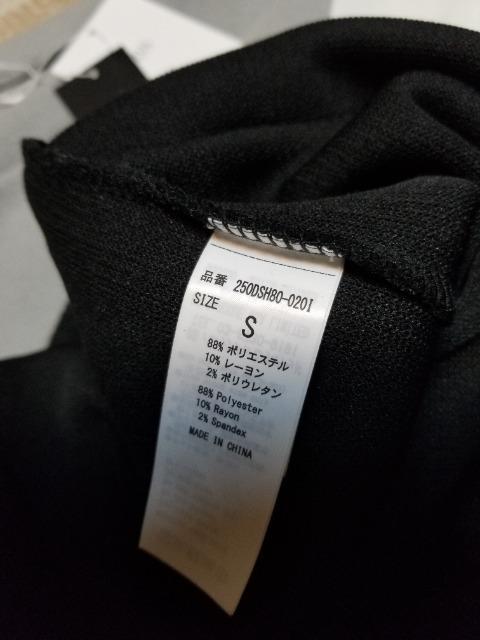 品番 250DSH80-020I
SIZE
S
88% ポリエステル
10% レーヨン
2% ポリウレタン
88% Polyester
10% Rayon
2% Spandex
MADE IN CHINA